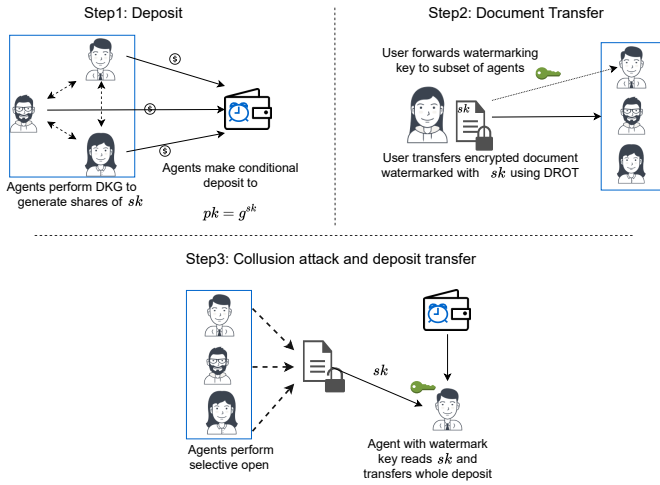 Step1: Deposit
$
$
$
Agents perform DKG to
generate shares of sk
Agents make conditional
deposit to
pk = g^{sk}
Step2: Document Transfer
User forwards watermarking
key to subset of agents
sk
User transfers encrypted document
watermarked with sk using DROT
Step3: Collusion attack and deposit transfer
sk
Agents perform
selective open
Agent with watermark
key reads sk and
transfers whole deposit